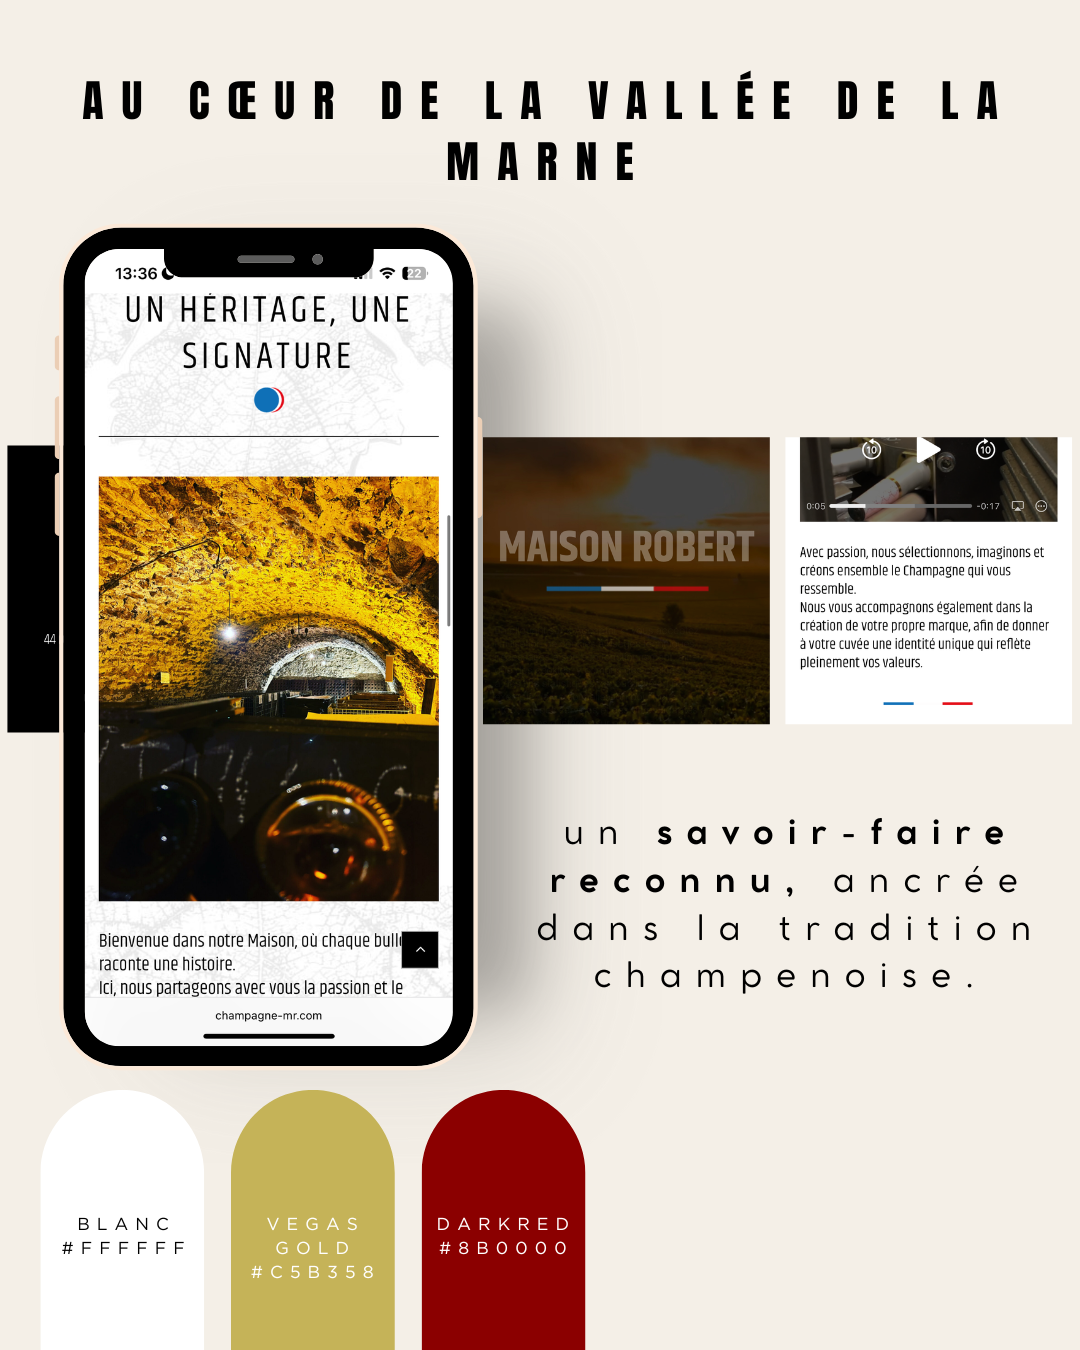 AU CŒUR DE LA VALLÉE DE LA
MARNE
13:36
22
UN HÉRITAGE, UNE
SIGNATURE
44
MAISON ROBERT
10
10
0:05
-0:17
Avec passion, nous sélectionnons, imaginons et
créons ensemble le Champagne qui vous
ressemble.
Nous vous accompagnons également dans la
création de votre propre marque, afin de donner
à votre cuvée une identité unique qui reflète
pleinement vos valeurs.
Bienvenue dans notre Maison, où chaque bulle
raconte une histoire.
Ici, nous partageons avec vous la passion et le
champagne-mr.com
un savoir-faire
reconnu, ancrée
dans la tradition
champenoise.
BLANC
#FFFFFF
VEGAS
GOLD
#C5B358
DARKRED
#8B0000